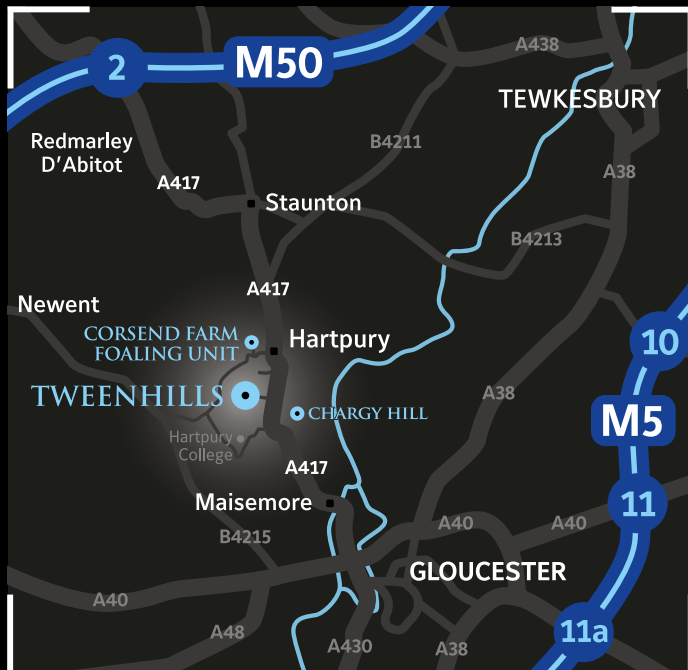 2
M50
A438
TEWKESBURY
Redmarley
D'Abitot
B4211
A417
A38
Staunton
B4213
A417
Newent
CORSEND FARM
FOALING UNIT
Hartpury
10
TWEENHILLS
A38
CHARGY HILL
M5
Hartpury
College
A417
Maisemore
11
A40
A40
B4215
GLOUCESTER
A40
A48
A430
A38
11a